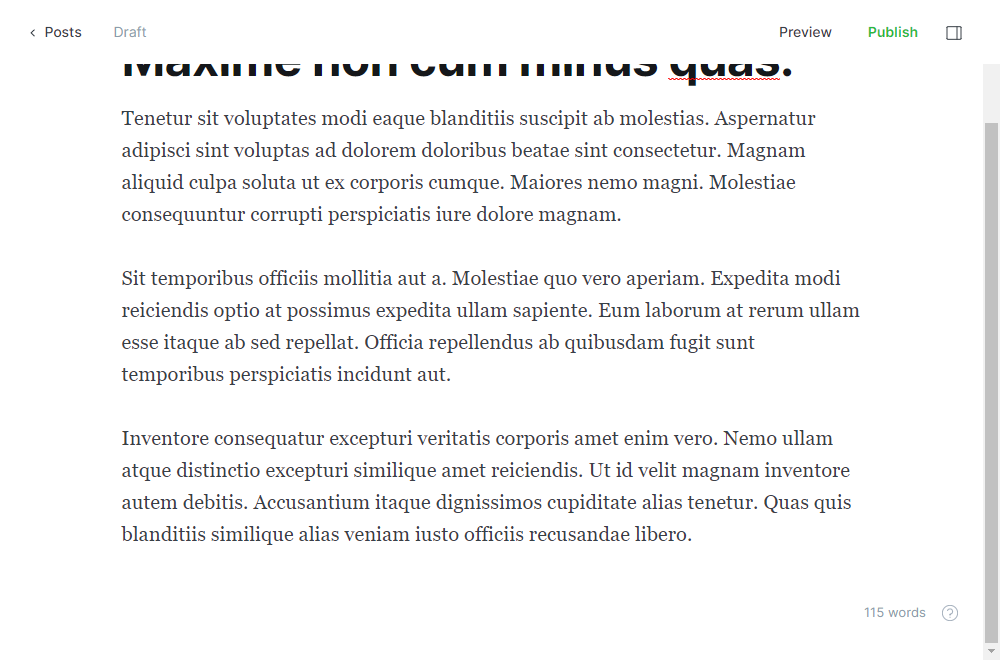 Posts
Draft
Preview
Publish
Maxime non cum minus quas.
Tenetur sit voluptates modi eaque blanditiis suscipit ab molestias. Aspernatur
adipisci sint voluptas ad dolorem doloribus beatae sint consectetur. Magnam
aliquid culpa soluta ut ex corporis cumque. Maiores nemo magni. Molestiae
consequuntur corrupti perspiciatis iure dolore magnam.
Sit temporibus officiis mollitia aut a. Molestiae quo vero aperiam. Expedita modi
reiciendis optio at possimus expedita ullam sapiente. Eum laborum at rerum ullam
esse itaque ab sed repellat. Officia repellendus ab quibusdam fugit sunt
temporibus perspiciatis incidunt aut.
Inventore consequatur excepturi veritatis corporis amet enim vero. Nemo ullam
atque distinctio excepturi similique amet reiciendis. Ut id velit magnam inventore
autem debitis. Accusantium itaque dignissimos cupiditate alias tenetur. Quas quis
blanditiis similique alias veniam iusto officiis recusandae libero.
115 words